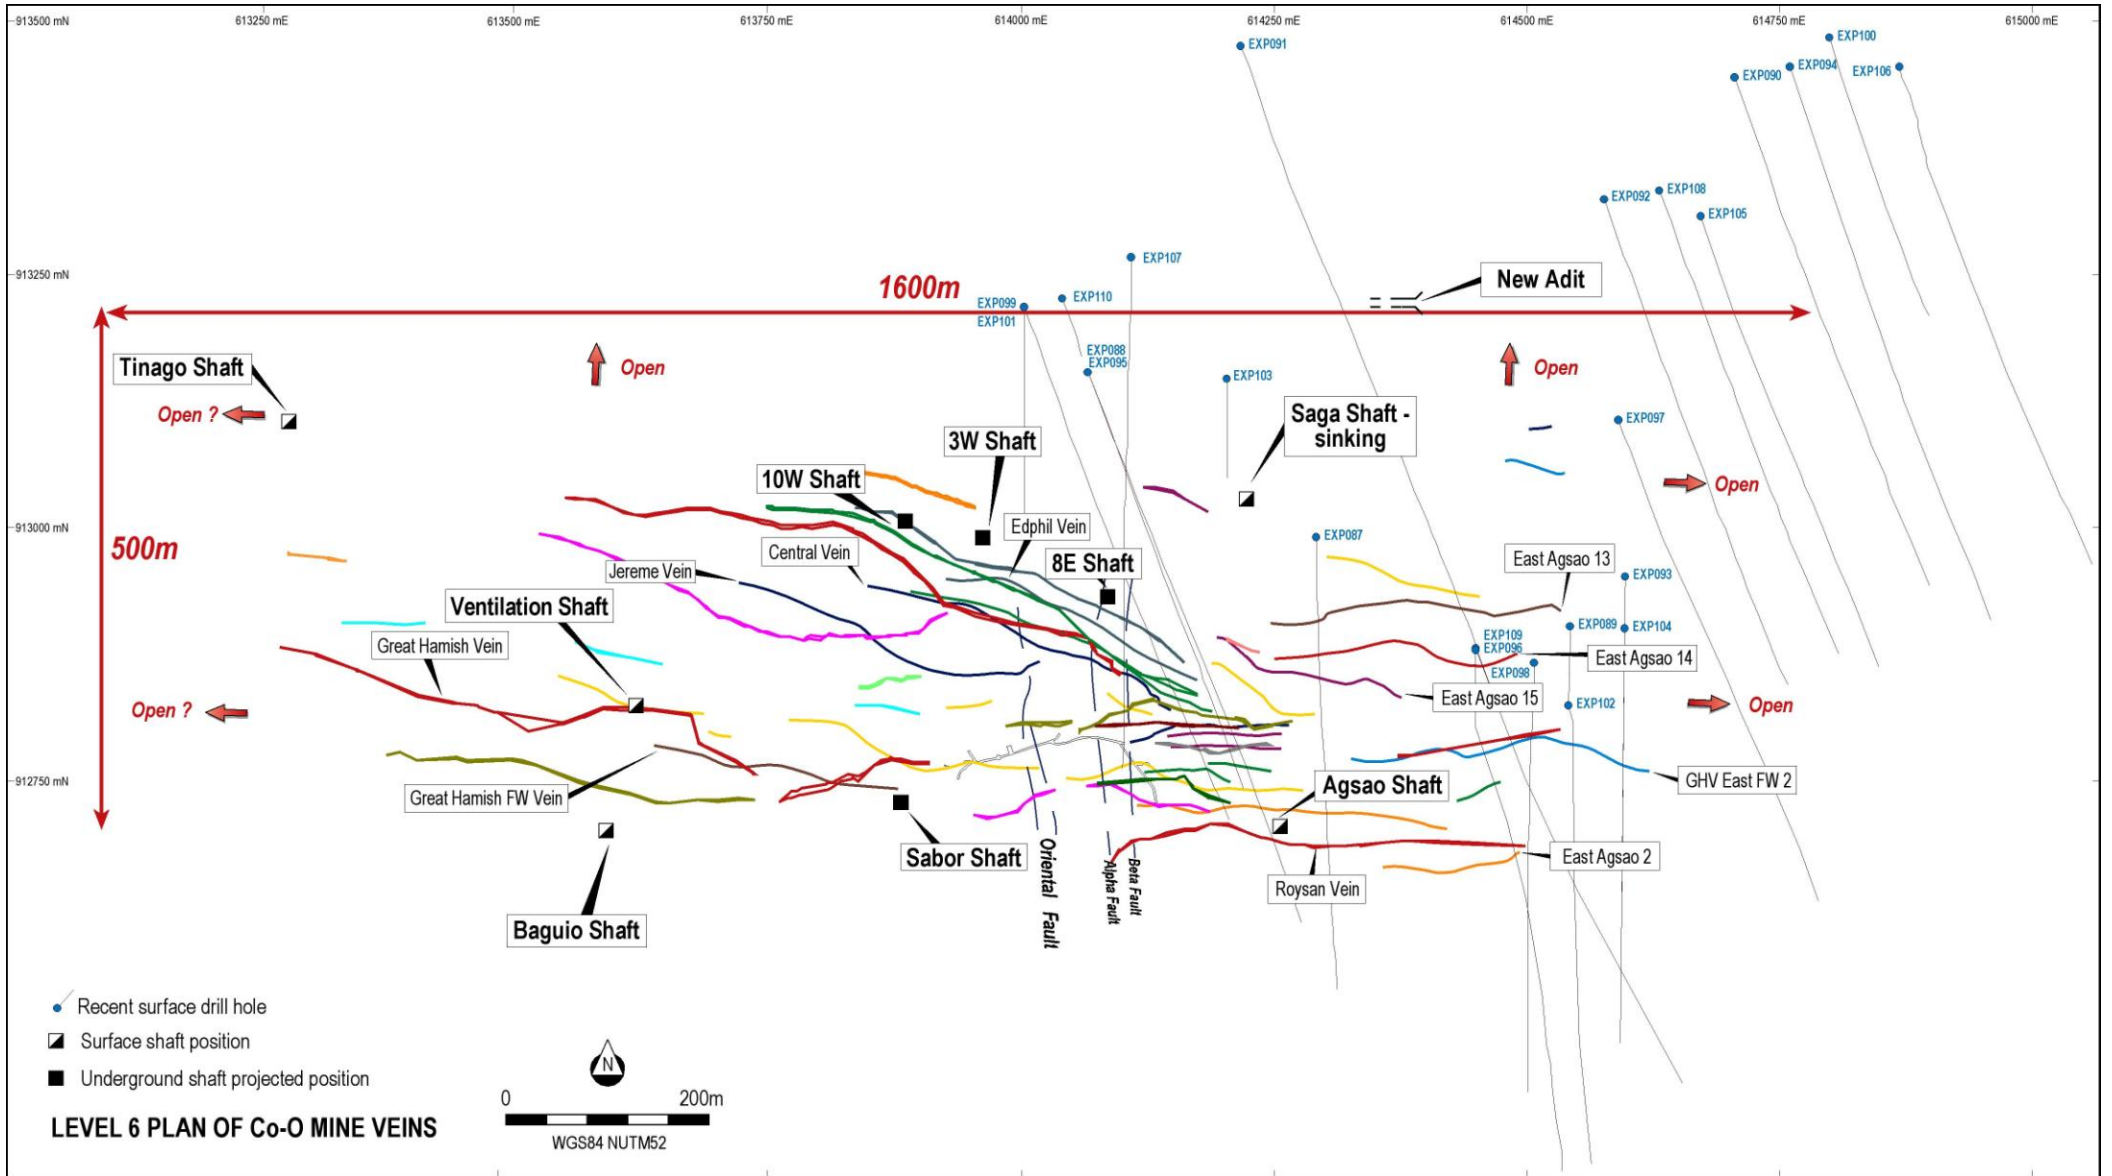 913500 mN
613250 mE
613500 mE
613750 mE
614000 mE
614250 mE
614500 mE
614750 mE
615000 mE
EXP091
EXP100
EXP094
EXP106
EXP090
EXP092
EXP108
EXP105
EXP107
913250 mN
1600m
EXP099
EXP101
EXP110
New Adit
EXP088
EXP095
EXP103
Tinago Shaft
Open
Open
Open ?
EXP097
Saga Shaft -
sinking
3W Shaft
10W Shaft
Open
913000 mN
Edphil Vein
500m
Central Vein
8E Shaft
EXP087
East Agsao 13
Jereme Vein
EXP093
Ventilation Shaft
EXP089
EXP104
EXP109
EXP096
Great Hamish Vein
East Agsao 14
EXP098
East Agsao 15
Open ?
EXP102
Open
912750 mN
Great Hamish FW Vein
Agsao Shaft
GHV East FW 2
Sabor Shaft
Oriental Fault
Alpha Fault
Beta Fault
East Agsao 2
Roysan Vein
Baguio Shaft
Recent surface drill hole
Surface shaft position
Underground shaft projected position
N
0
200m
LEVEL 6 PLAN OF Co-O MINE VEINS
WGS84 NUTM52